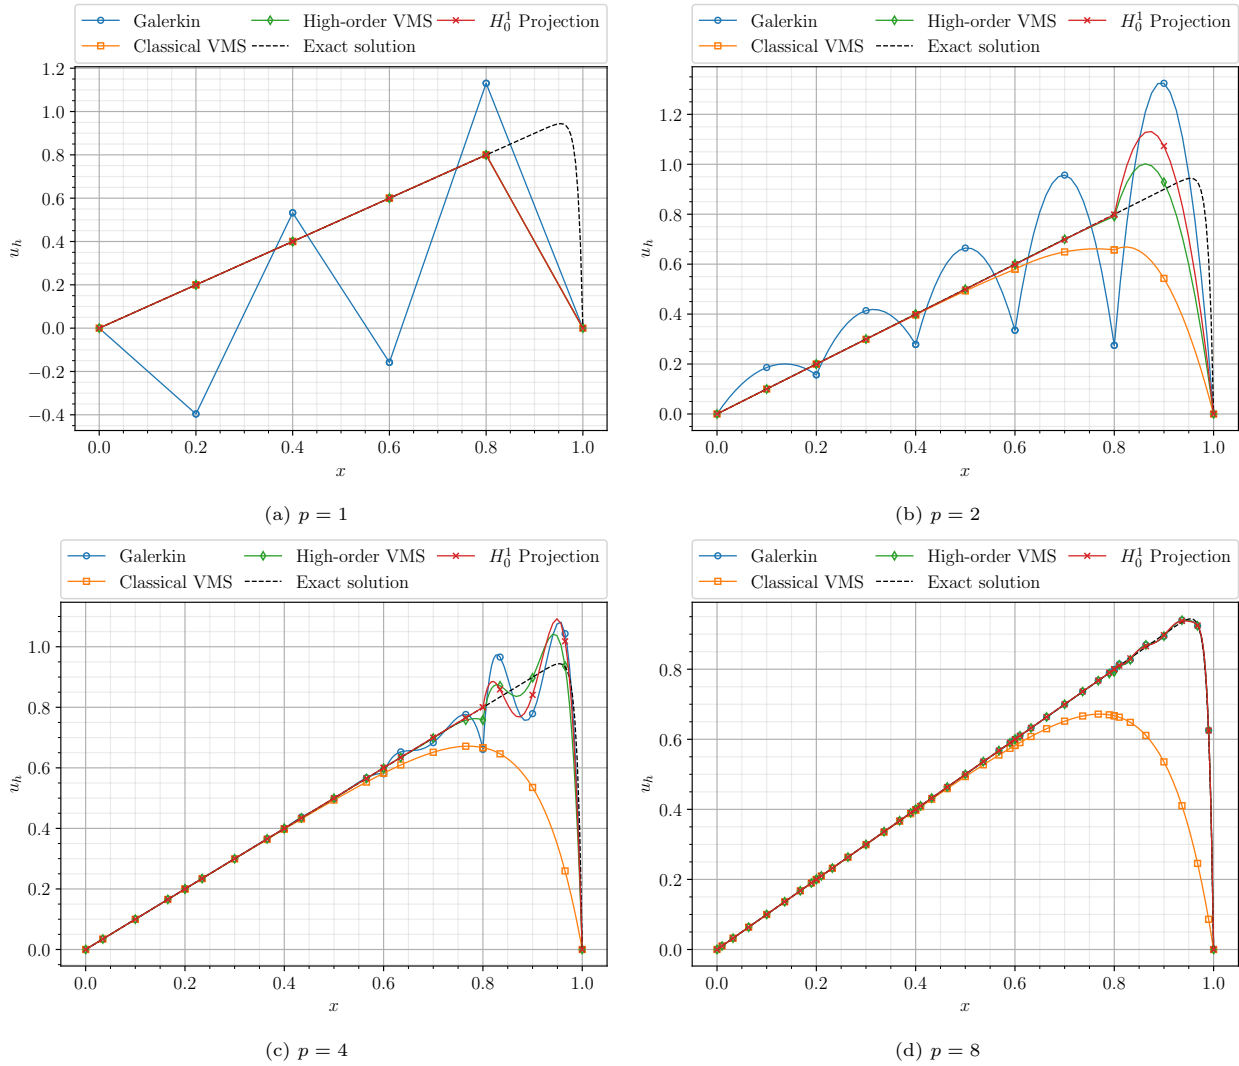 Galerkin High-order VMS H_0^1 Projection
Classical VMS Exact solution
1.2
1.0
0.8
0.6
0.4
0.2
0.0
−0.2
−0.4
u_h
0.0 0.2 0.4 0.6 0.8 1.0
x
(a) p = 1
Galerkin High-order VMS H_0^1 Projection
Classical VMS Exact solution
1.2
1.0
0.8
0.6
0.4
0.2
0.0
u_h
0.0 0.2 0.4 0.6 0.8 1.0
x
(b) p = 2
Galerkin High-order VMS H_0^1 Projection
Classical VMS Exact solution
1.0
0.8
0.6
0.4
0.2
0.0
u_h
0.0 0.2 0.4 0.6 0.8 1.0
x
(c) p = 4
Galerkin High-order VMS H_0^1 Projection
Classical VMS Exact solution
0.8
0.6
0.4
0.2
0.0
u_h
0.0 0.2 0.4 0.6 0.8 1.0
x
(d) p = 8